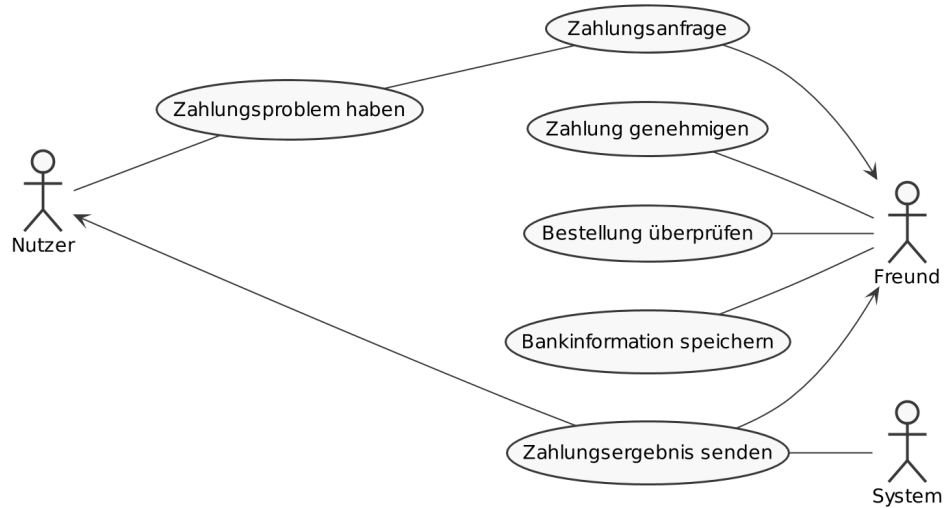 Zahlungsanfrage
Zahlungsproblem haben
Zahlung genehmigen
Nutzer
Bestellung überprüfen
Freund
Bankinformation speichern
Zahlungsergebnis senden
System